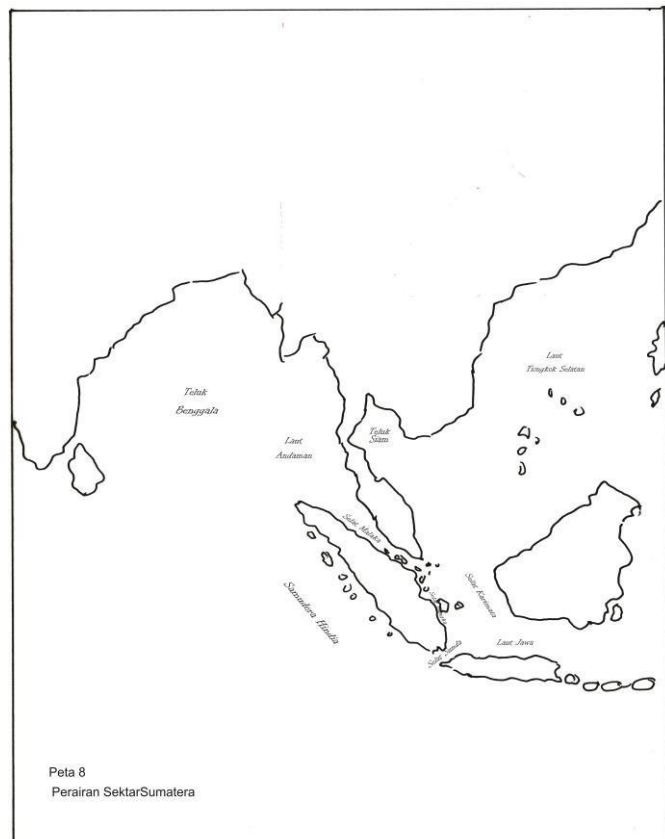 Laut
Tiongkok Selatan
Teluk
Benggala
Teluk
Siam
Laut
Andaman
Selat Malaka
Selat Karimata
Samudera Hindia
Laut Jawa
Selat Sunda
Peta 8
Perairan SektarSumatera